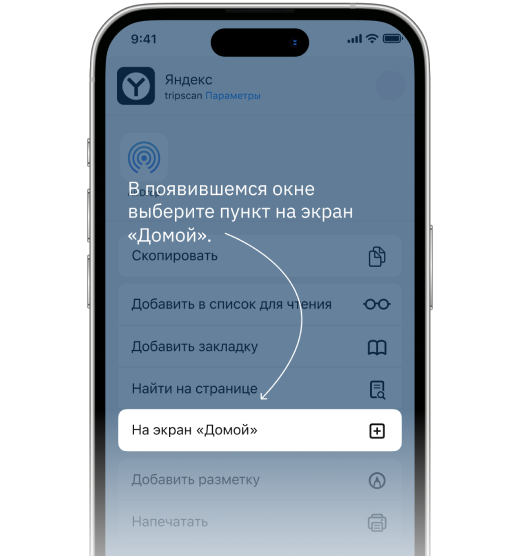 9:41
Яндекс
tripscan Параметры
В появившемся окне
выберите пункт на экран
«Домой».
Скопировать
Добавить в список для чтения
Добавить закладку
Найти на странице
На экран «Домой»
Добавить разметку
Напечатать